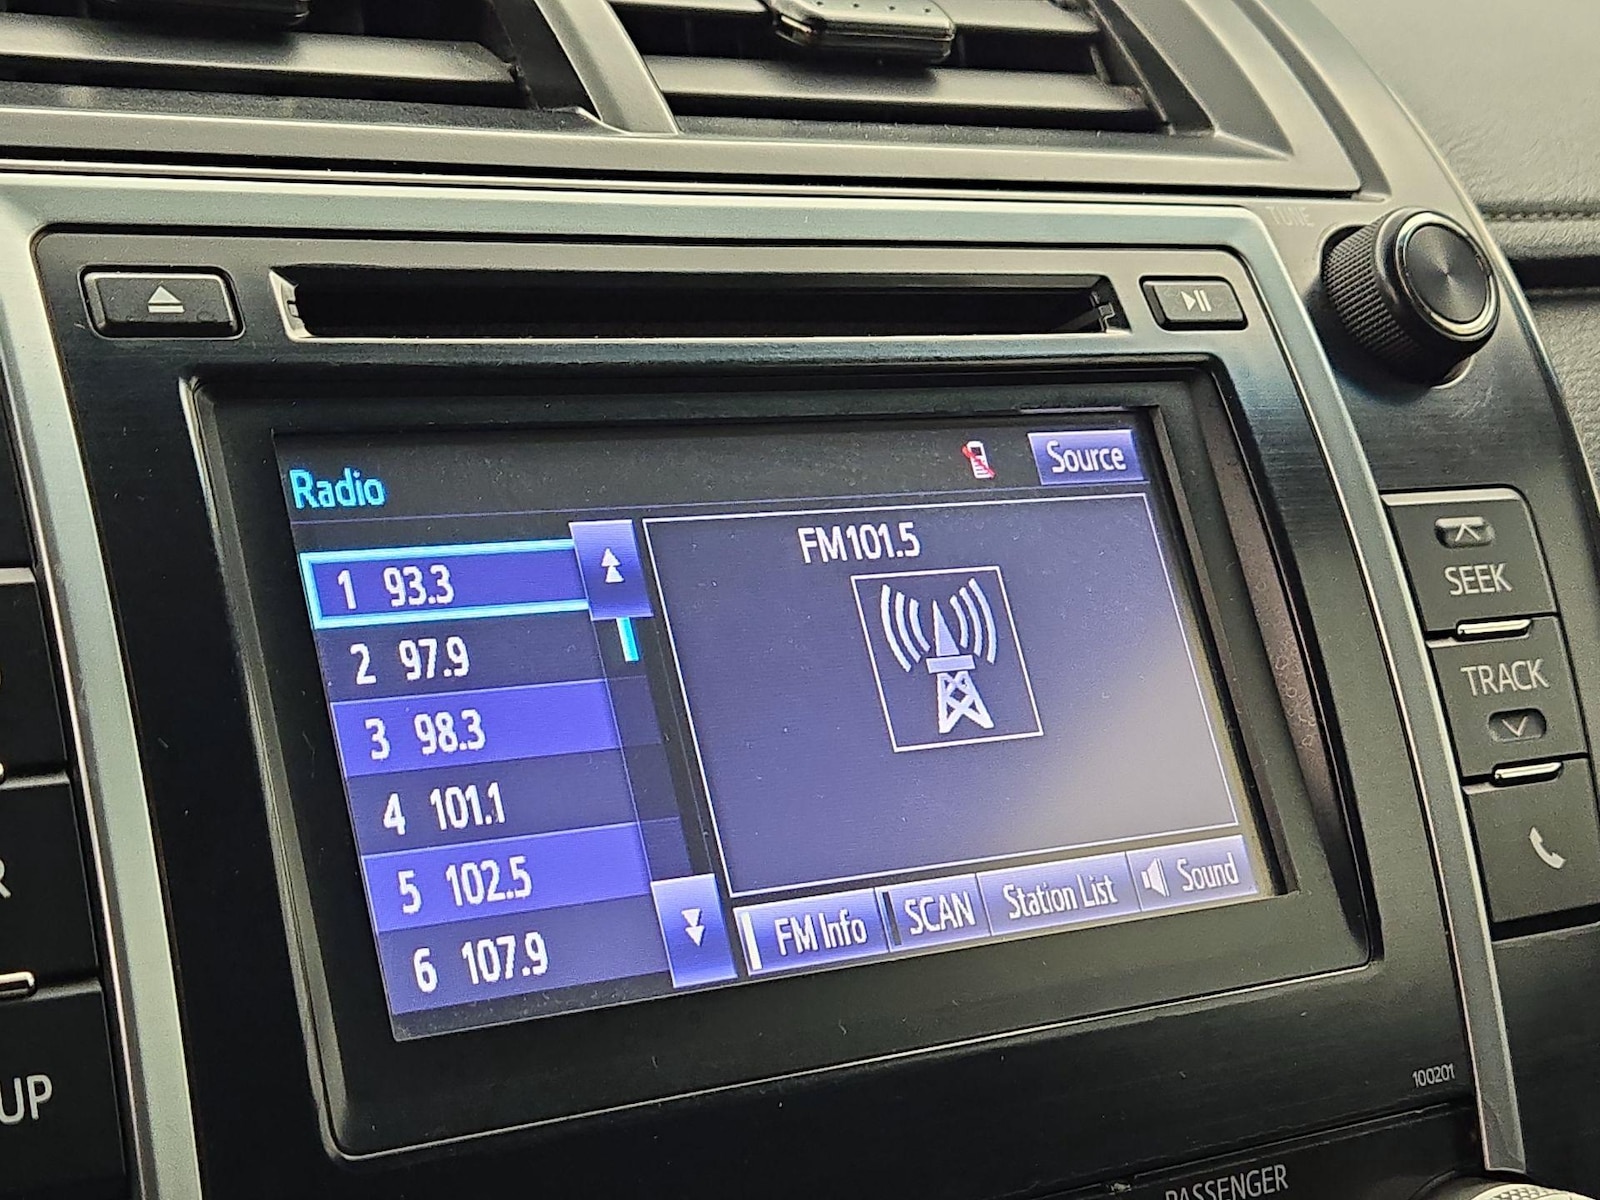 TUNE
Source
Radio
FM101.5
1 93.3
2 97.9
3 98.3
4 101.1
5 102.5
6 107.9
FM Info
SCAN
Station List
Sound
SEEK
TRACK
100201
UP
PASSENGER